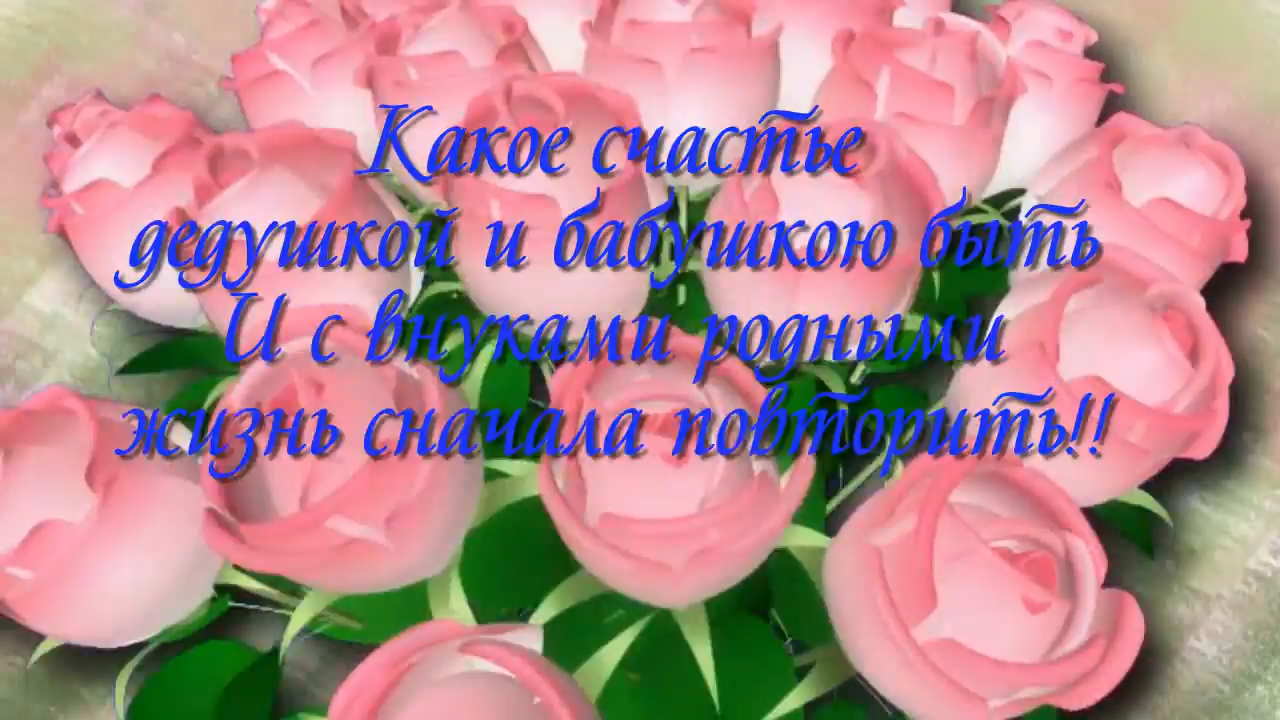 Какое счастье
дедушкой и бабушкою быть
И с внуками родными
жизнь сначала повторить!!